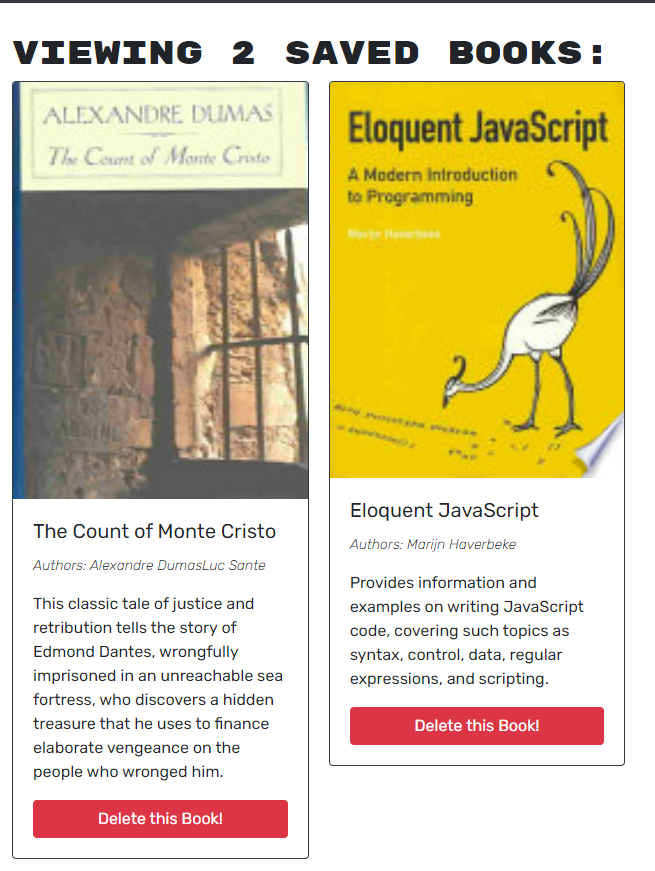 VIEWING 2 SAVED BOOKS:
ALEXANDRE DUMAS
The Count of Monte Cristo
The Count of Monte Cristo
Authors: Alexandre DumasLuc Sante
This classic tale of justice and
retribution tells the story of
Edmond Dantes, wrongfully
imprisoned in an unreachable sea
fortress, who discovers a hidden
treasure that he uses to finance
elaborate vengeance on the
people who wronged him.
Delete this Book!
Eloquent JavaScript
A Modern Introduction
to Programming
Marijn Haverbeke
Eloquent JavaScript
Authors: Marijn Haverbeke
Provides information and
examples on writing JavaScript
code, covering such topics as
syntax, control, data, regular
expressions, and scripting.
Delete this Book!